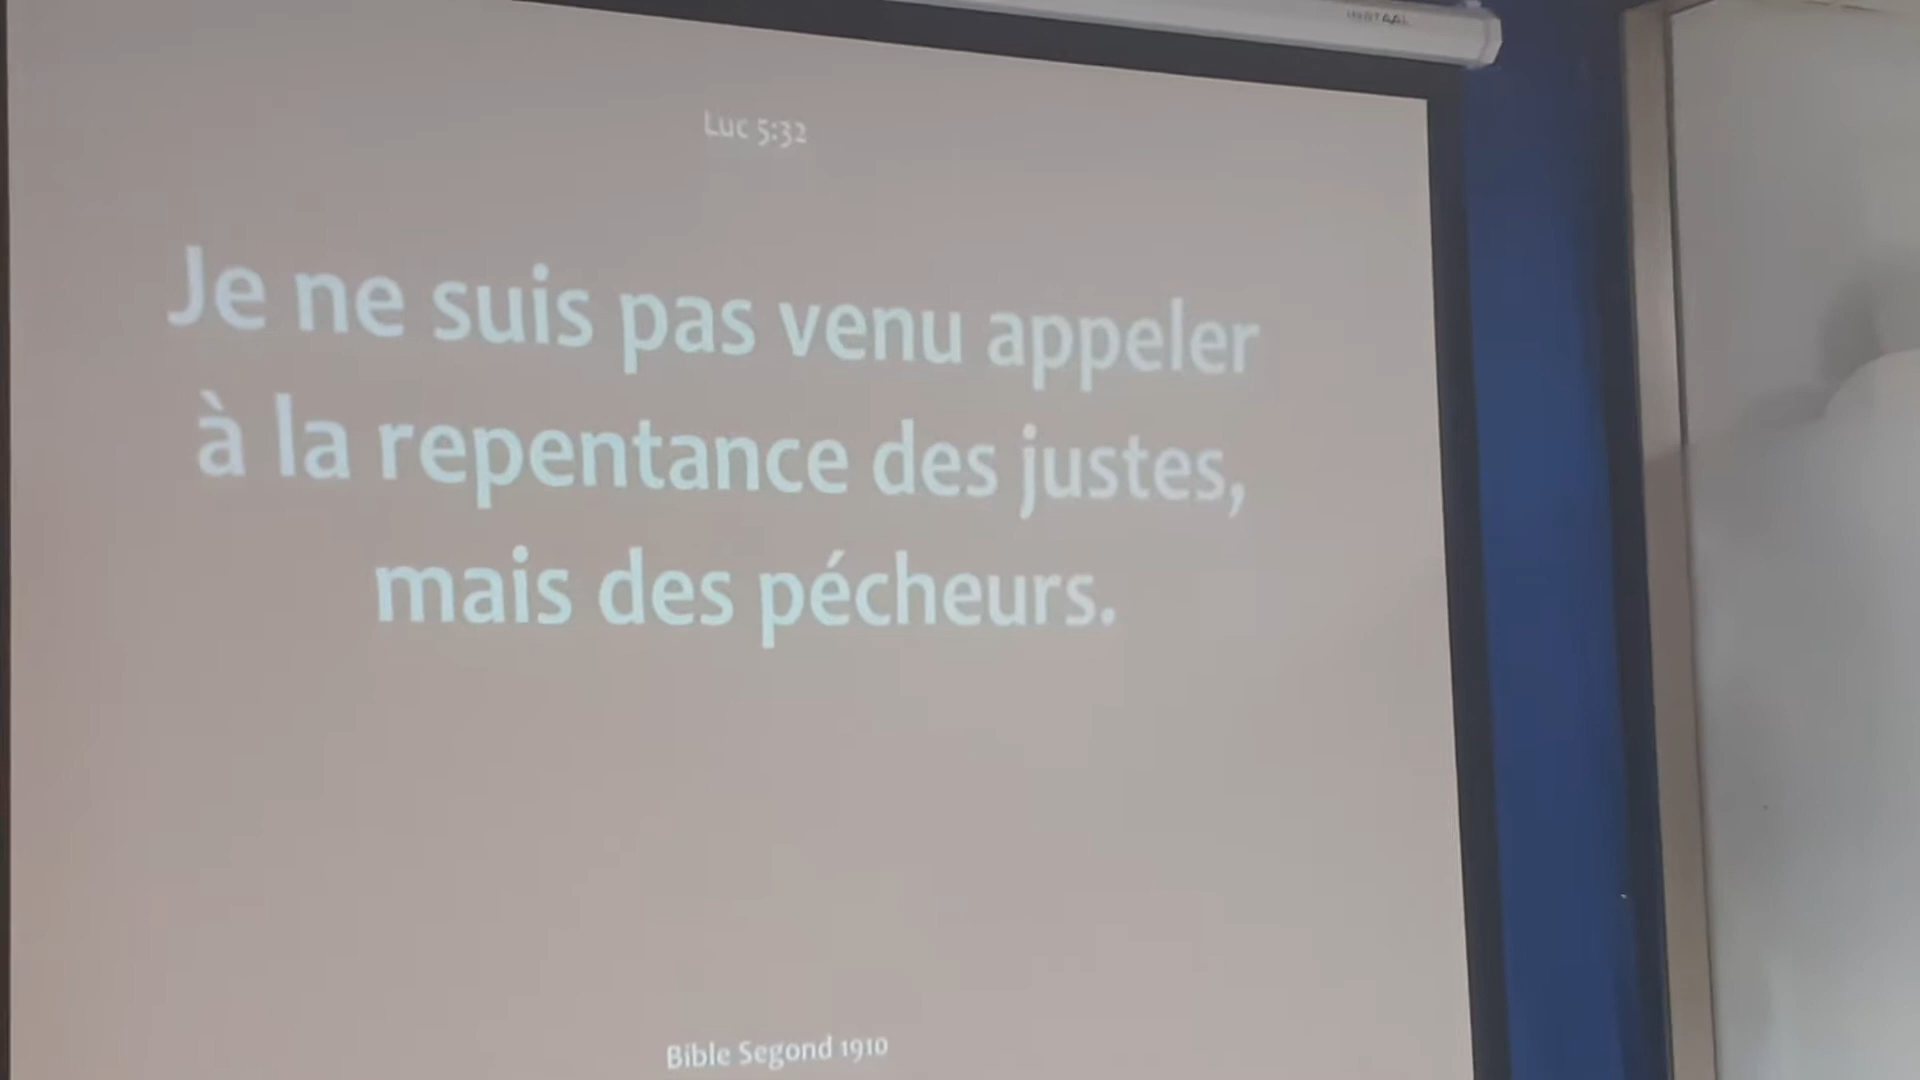 Luc 5:32
Je ne suis pas venu appeler
à la repentance des justes,
mais des pécheurs.
Bible Segond 1910